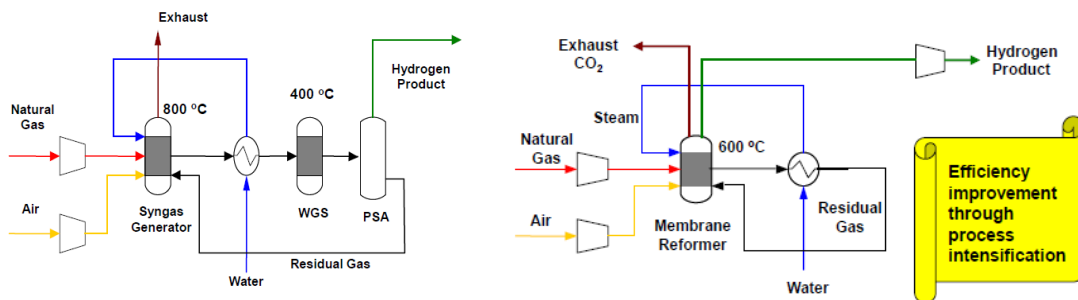 Exhaust
800 °C
400 °C
Hydrogen
Product
Natural
Gas
Air
Syngas
Generator
WGS
PSA
Residual Gas
Water
Exhaust
CO2
Hydrogen
Product
Steam
Natural
Gas
600 °C
Air
Membrane
Reformer
Residual
Gas
Water
Efficiency
improvement
through
process
intensification